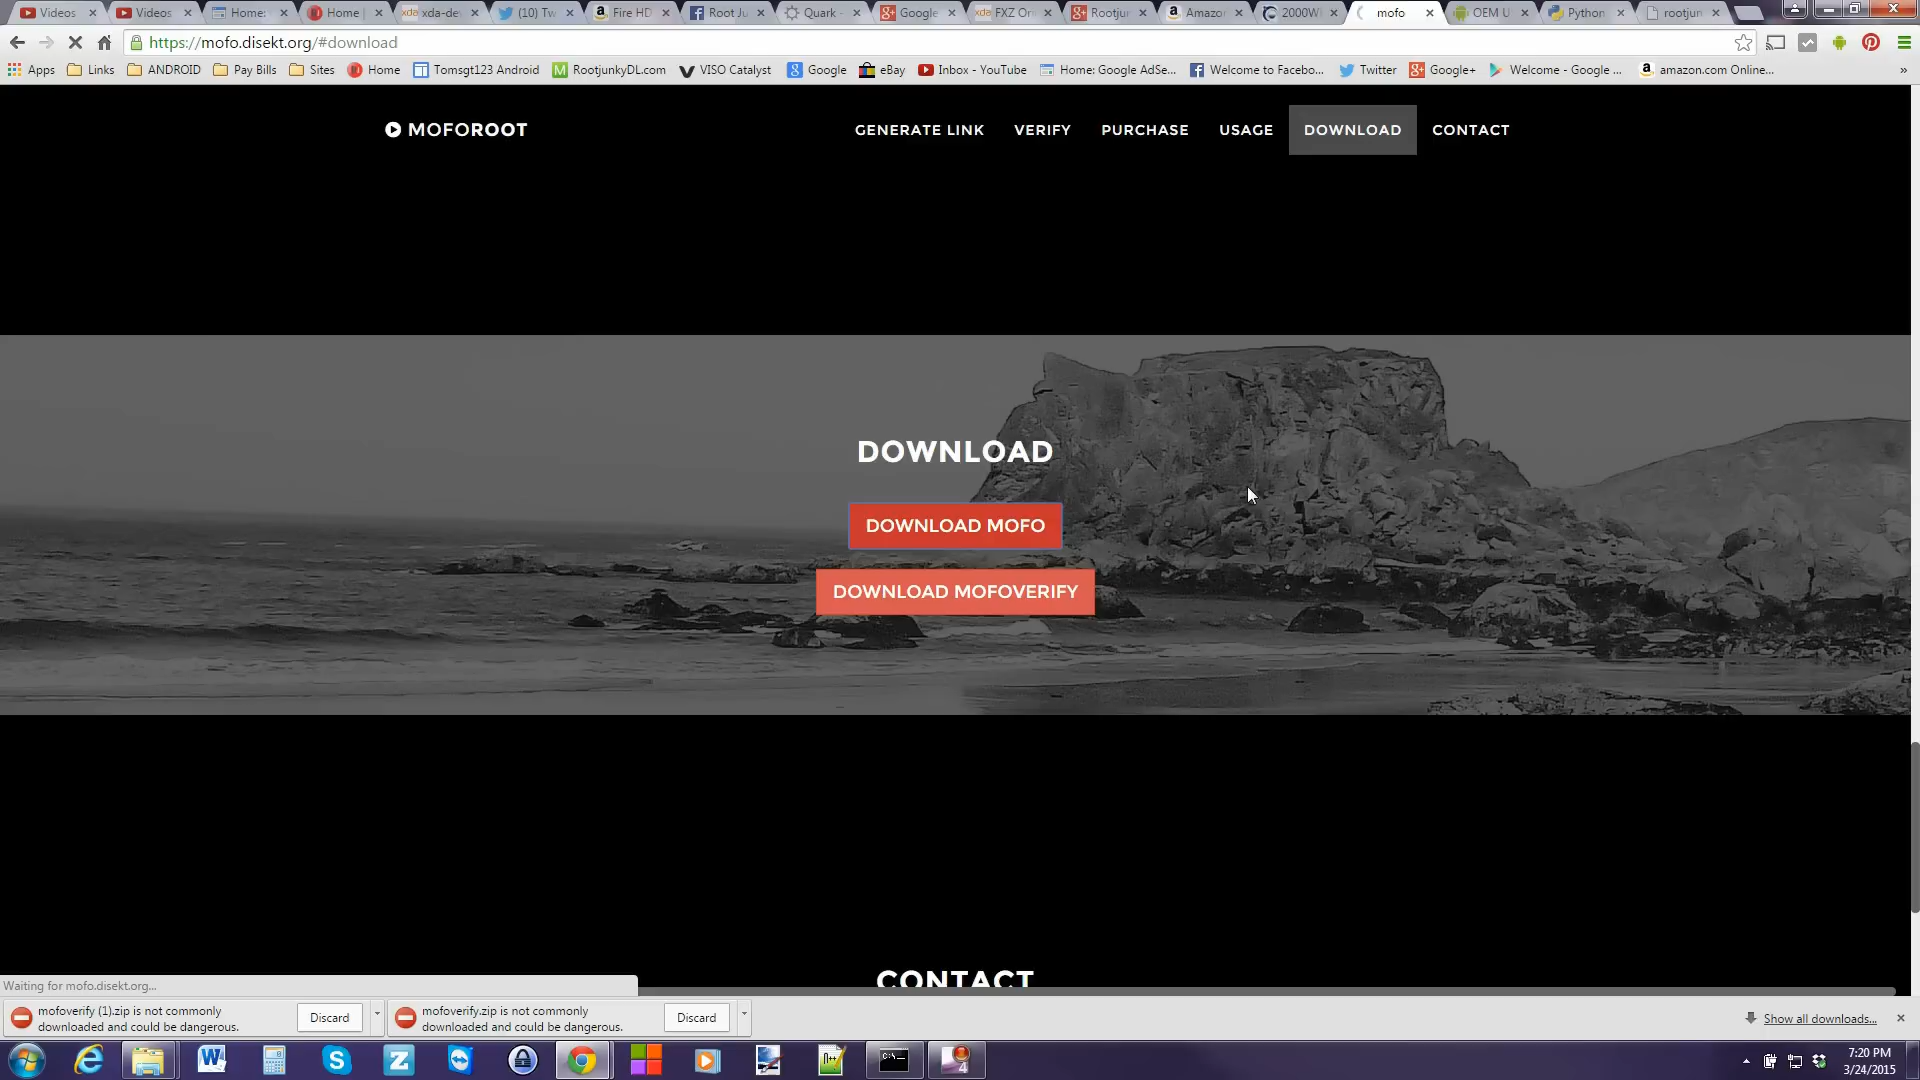 Videos
Videos
Home:
Home |
xda-de
(10) Tw
Fire HD
Root Ju
Quark -
Google
FXZ Or
Rootjun
Amazon
2000W
mofo
OEM U
Python
rootjun
https://mofo.disekt.org/#download
Apps
Links
ANDROID
Pay Bills
Sites
Home
Tomsgt123 Android
RootjunkyDL.com
VISO Catalyst
Google
eBay
Inbox - YouTube
Home: Google AdSe...
Welcome to Facebo...
Twitter
Google+
Welcome - Google ...
amazon.com Online...
»
MOFOROOT
GENERATE LINK
VERIFY
PURCHASE
USAGE
DOWNLOAD
CONTACT
DOWNLOAD
DOWNLOAD MOFO
DOWNLOAD MOFOVERIFY
CONTACT
Waiting for mofo.disekt.org...
mofoverify (1).zip is not commonly
downloaded and could be dangerous.
Discard
mofoverify.zip is not commonly
downloaded and could be dangerous.
Discard
Show all downloads...
7:20 PM
3/24/2015